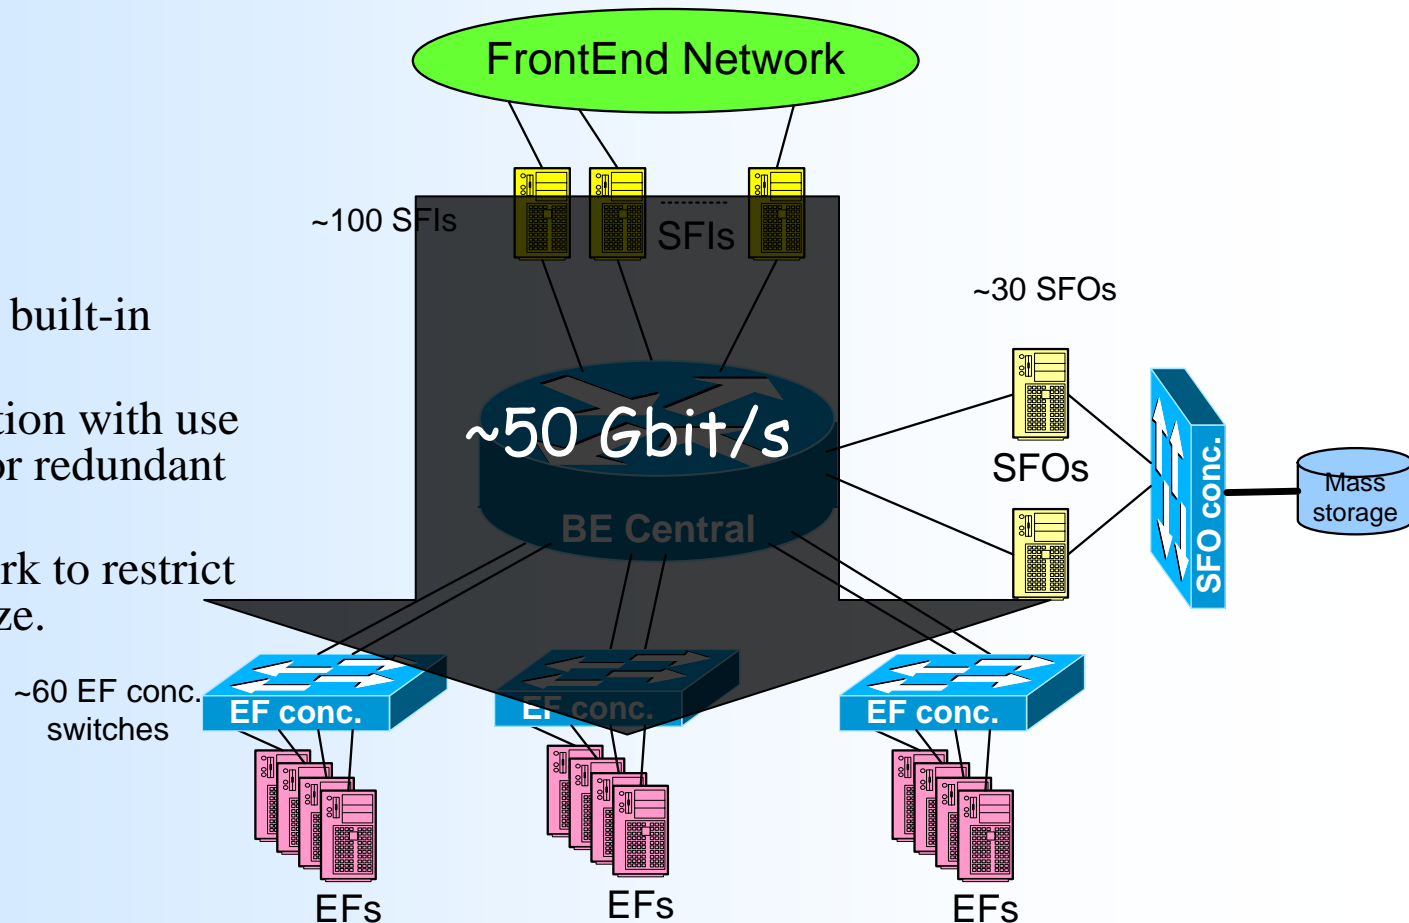 FrontEnd Network
~100 SFIs
SFIs
~30 SFOs
built-in
tion with use
or redundant
rk to restrict
ze.
~50 Gbit/s
BE Central
SFOs
SFO conc.
Mass
storage
~60 EF conc.
switches
EF conc.
EF conc.
EF conc.
EFs
EFs
EFs